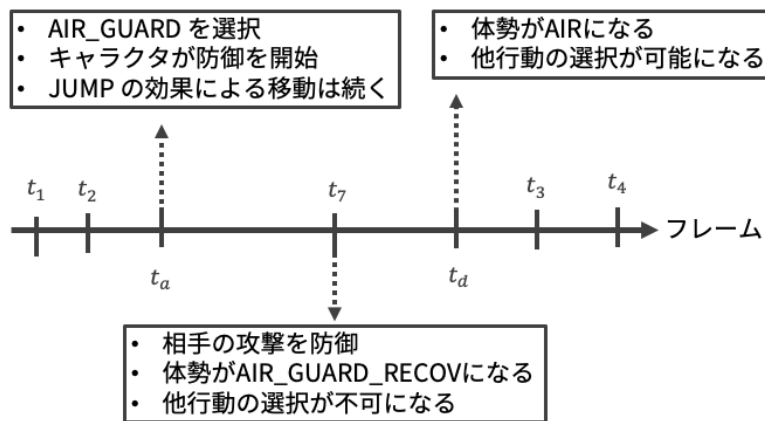 • AIR_GUARD を選択
• キャラクタが防御を開始
• JUMP の効果による移動は続く
• 体勢がAIRになる
• 他行動の選択が可能になる
t₁ t₂ t₇ t₃ t₄
フレーム
tₐ t_d
• 相手の攻撃を防御
• 体勢がAIR_GUARD_RECOVになる
• 他行動の選択が不可になる